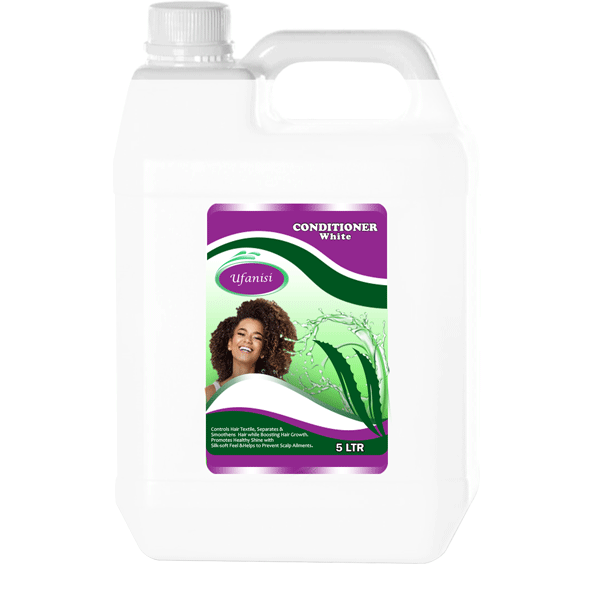 CONDITIONER
White
Ufanisi
Controls Hair Textile, Separates &
Smoothens Hair while Boosting Hair Growth.
Promotes Healthy Shine with
Silk-soft Feel &Helps to Prevent Scalp Ailments.
5 LTR